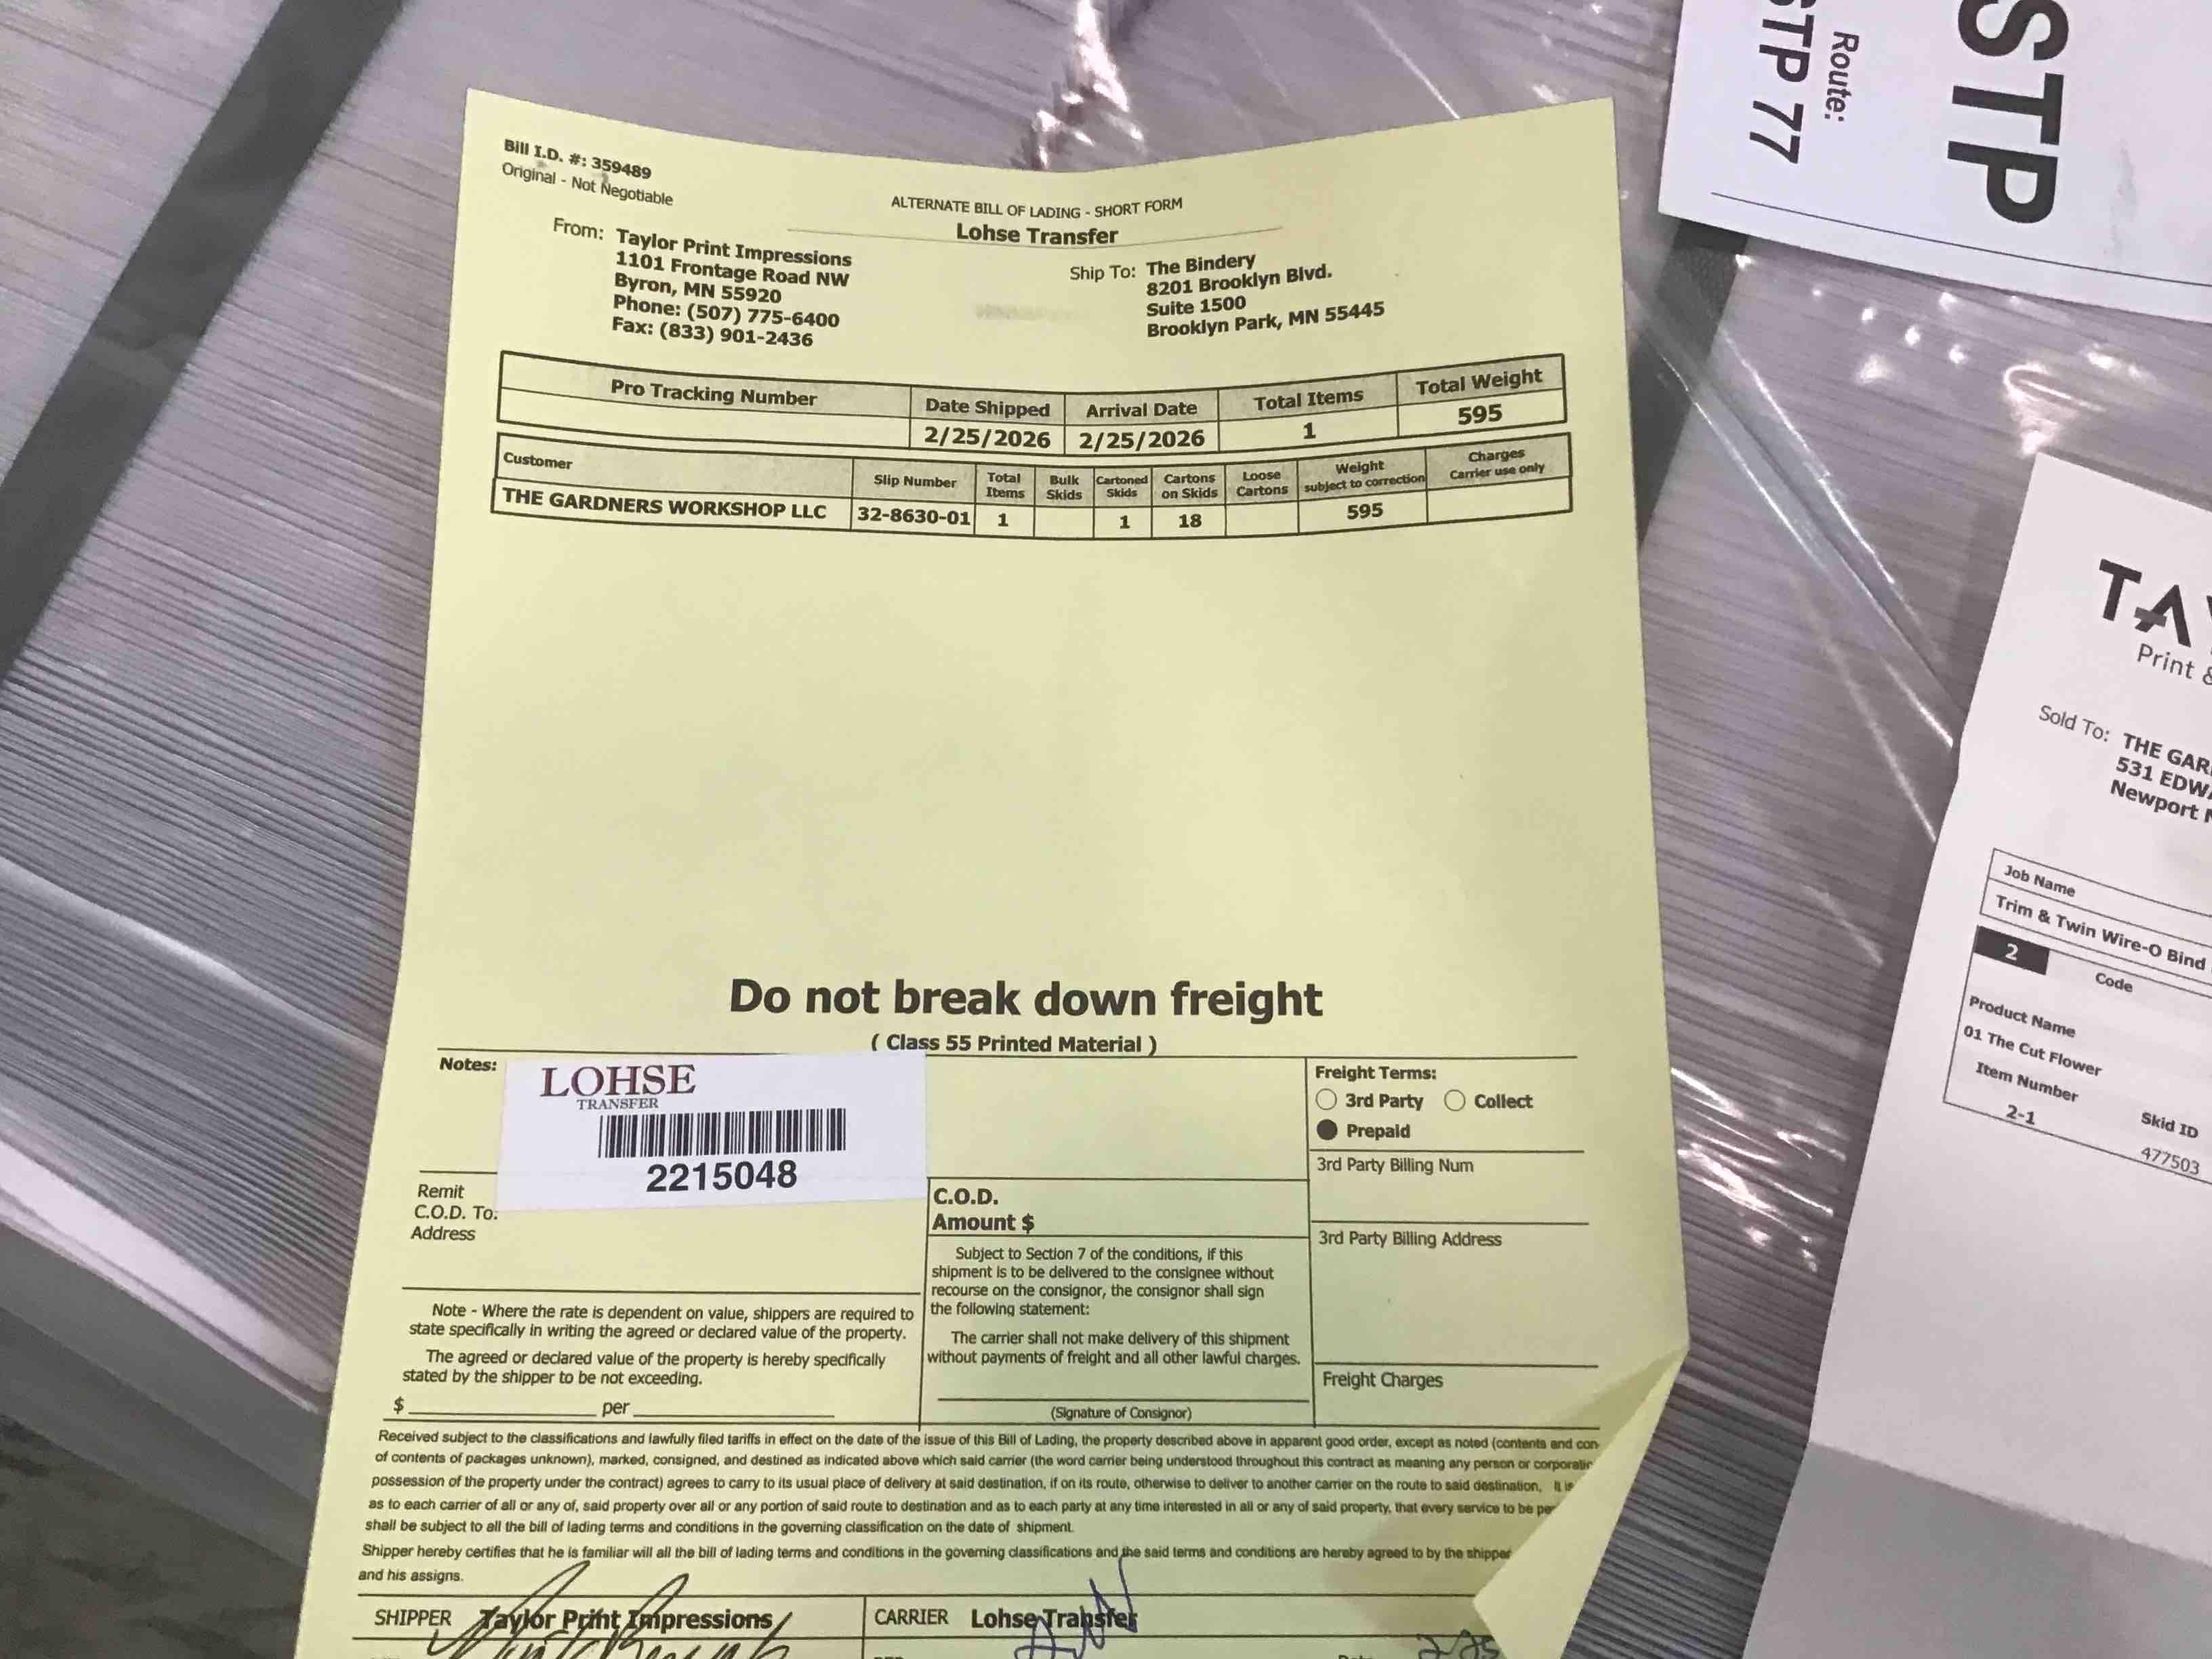 Bill I.D. #: 359489
Original - Not Negotiable
ALTERNATE BILL OF LADING - SHORT FORM
Lohse Transfer
From: Taylor Print Impressions
1101 Frontage Road NW
Byron, MN 55920
Phone: (507) 775-6400
Fax: (833) 901-2436
Ship To: The Bindery
8201 Brooklyn Blvd.
Suite 1500
Brooklyn Park, MN 55445
Pro Tracking Number Date Shipped Arrival Date Total Items Total Weight
2/25/2026 2/25/2026 1 595
Customer Slip Number Total Items Bulk Skids Cartoned Skids Cartons on Skids Loose Cartons Weight subject to correction Charges Carrier use only
THE GARDNERS WORKSHOP LLC 32-8630-01 1 1 18 595
Do not break down freight
( Class 55 Printed Material )
Notes:
LOHSE
TRANSFER
2215048
Remit
C.O.D. To:
Address
C.O.D.
Amount $
Freight Terms:
3rd Party Collect
Prepaid
3rd Party Billing Num
3rd Party Billing Address
Freight Charges
Note - Where the rate is dependent on value, shippers are required to
state specifically in writing the agreed or declared value of the property.
The agreed or declared value of the property is hereby specifically
stated by the shipper to be not exceeding.
$ per
Subject to Section 7 of the conditions, if this
shipment is to be delivered to the consignee without
recourse on the consignor, the consignor shall sign
the following statement:
The carrier shall not make delivery of this shipment
without payments of freight and all other lawful charges.
(Signature of Consignor)
Received subject to the classifications and lawfully filed tariffs in effect on the date of the issue of this Bill of Lading, the property described above in apparent good order, except as noted (contents and con
of contents of packages unknown), marked, consigned, and destined as indicated above which said carrier (the word carrier being understood throughout this contract as meaning any person or corporatic
possession of the property under the contract) agrees to carry to its usual place of delivery at said destination, if on its route, otherwise to deliver to another carrier on the route to said destination. It is
as to each carrier of all or any of, said property over all or any portion of said route to destination and as to each party at any time interested in all or any of said property, that every service to be per
shall be subject to all the bill of lading terms and conditions in the governing classification on the date of shipment.
Shipper hereby certifies that he is familiar will all the bill of lading terms and conditions in the governing classifications and the said terms and conditions are hereby agreed to by the shipper
and his assigns.
SHIPPER Taylor Print Impressions
CARRIER Lohse Transfer
STP
Route:
STP 77
TA
Print &
Sold To: THE GAR
531 EDWA
Newport N
Job Name
Trim & Twin Wire-O Bind
2
Code
Product Name
01 The Cut Flower
Item Number
2-1
Skid ID
477503